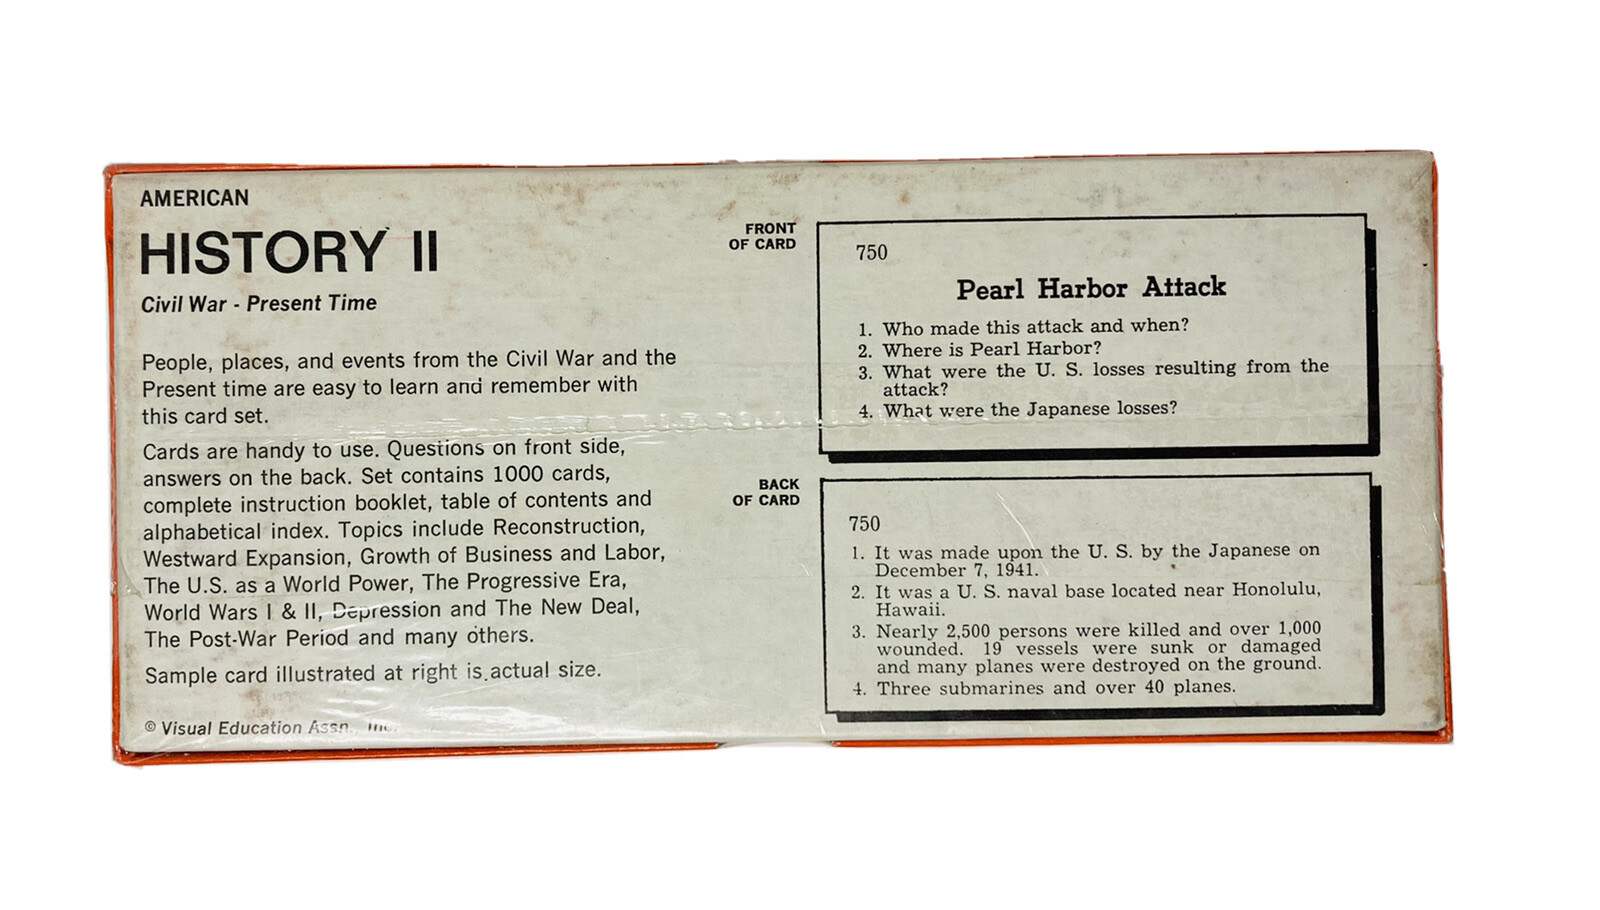 AMERICAN
HISTORY II
Civil War - Present Time
People, places, and events from the Civil War and the
Present time are easy to learn and remember with
this card set.
Cards are handy to use. Questions on front side,
answers on the back. Set contains 1000 cards,
complete instruction booklet, table of contents and
alphabetical index. Topics include Reconstruction,
Westward Expansion, Growth of Business and Labor,
The U.S. as a World Power, The Progressive Era,
World Wars I & II, Depression and The New Deal,
The Post-War Period and many others.
Sample card illustrated at right is actual size.
© Visual Education Assn., Inc.
FRONT
OF CARD
750
Pearl Harbor Attack
1. Who made this attack and when?
2. Where is Pearl Harbor?
3. What were the U. S. losses resulting from the
attack?
4. What were the Japanese losses?
BACK
OF CARD
750
1. It was made upon the U. S. by the Japanese on
December 7, 1941.
2. It was a U. S. naval base located near Honolulu,
Hawaii.
3. Nearly 2,500 persons were killed and over 1,000
wounded. 19 vessels were sunk or damaged
and many planes were destroyed on the ground.
4. Three submarines and over 40 planes.